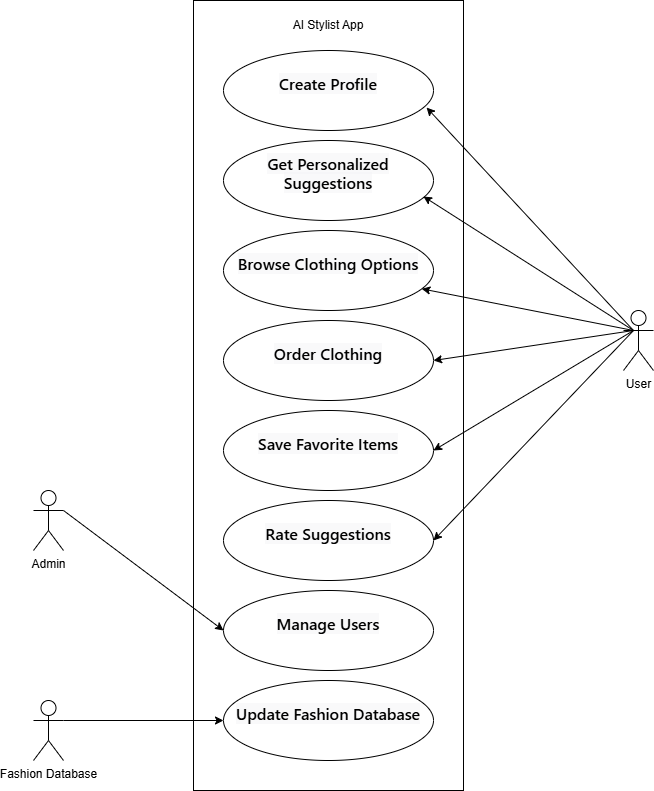 AI Stylist App
Create Profile
Get Personalized
Suggestions
Browse Clothing Options
Order Clothing
User
Save Favorite Items
Rate Suggestions
Admin
Manage Users
Update Fashion Database
Fashion Database